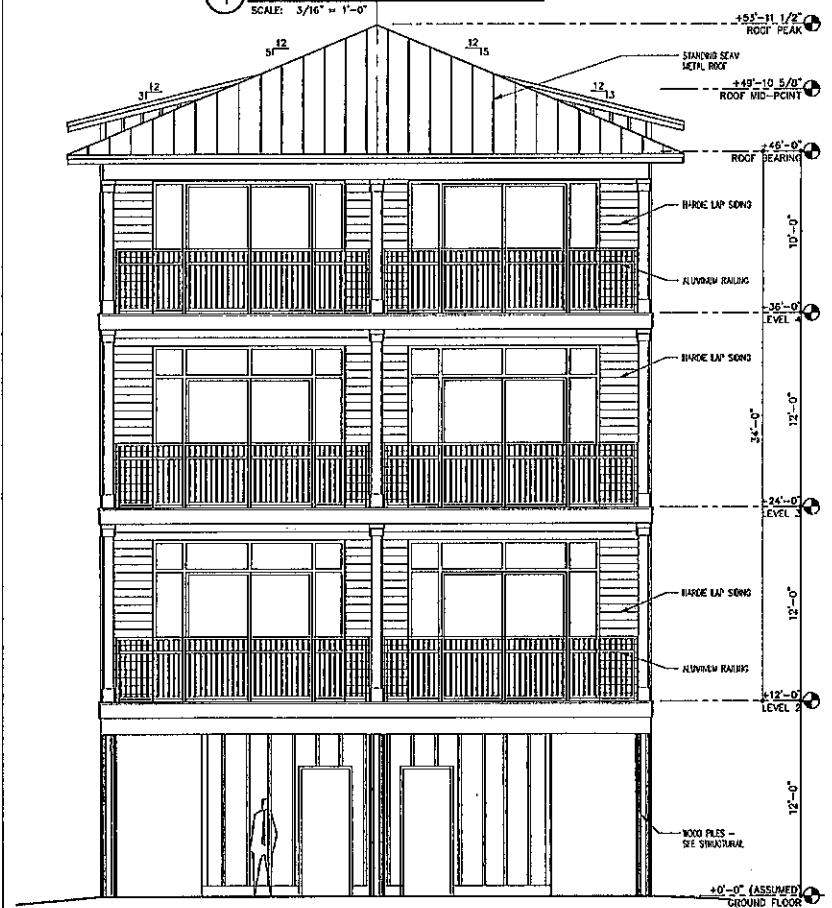 1
SCALE: 3/16" = 1'-0"
+55'-11 1/2"
ROOF PEAK
12
5
12
5
STANDING SEAM
METAL ROOF
12
3
12
3
+49'-10 5/8"
ROOF MID-POINT
+46'-0"
ROOF BEARING
HARDIE LAP SIDING
10'-0"
ALUMINUM RAILING
+36'-0"
LEVEL 4
HARDIE LAP SIDING
34'-0"
12'-0"
+24'-0"
LEVEL 3
HARDIE LAP SIDING
12'-0"
ALUMINUM RAILING
+12'-0"
LEVEL 2
12'-0"
WOOD PILES -
SEE STRUCTURAL
+0'-0" (ASSUMED)
GROUND FLOOR